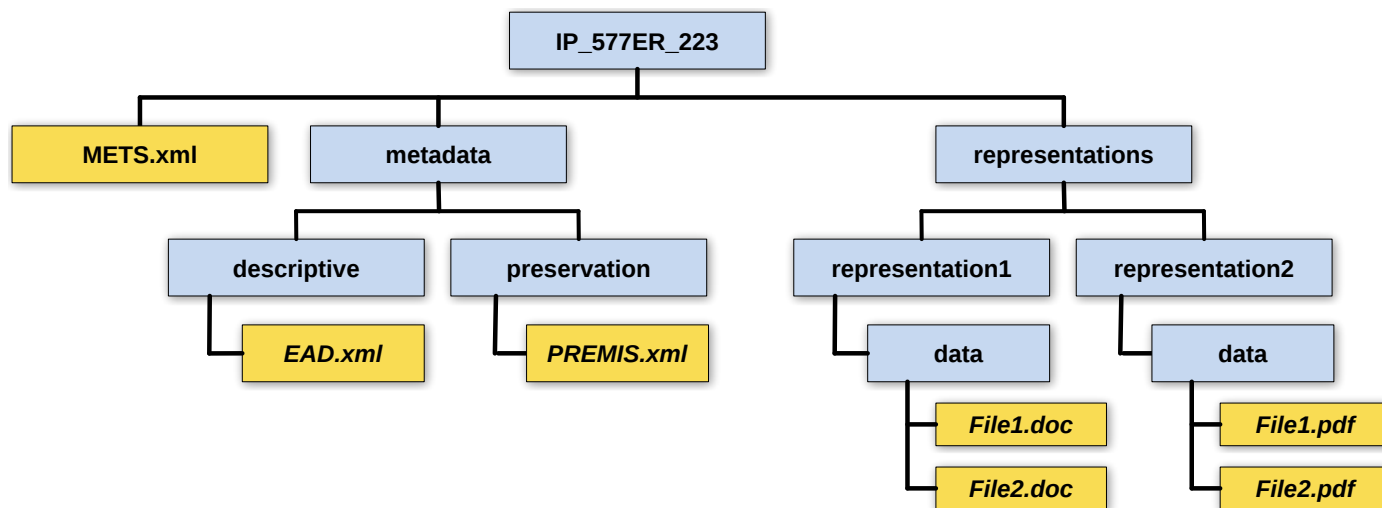 IP_577ER_223
METS.xml
metadata
representations
descriptive
preservation
representation1
representation2
EAD.xml
PREMIS.xml
data
data
File1.doc
File1.pdf
File2.doc
File2.pdf